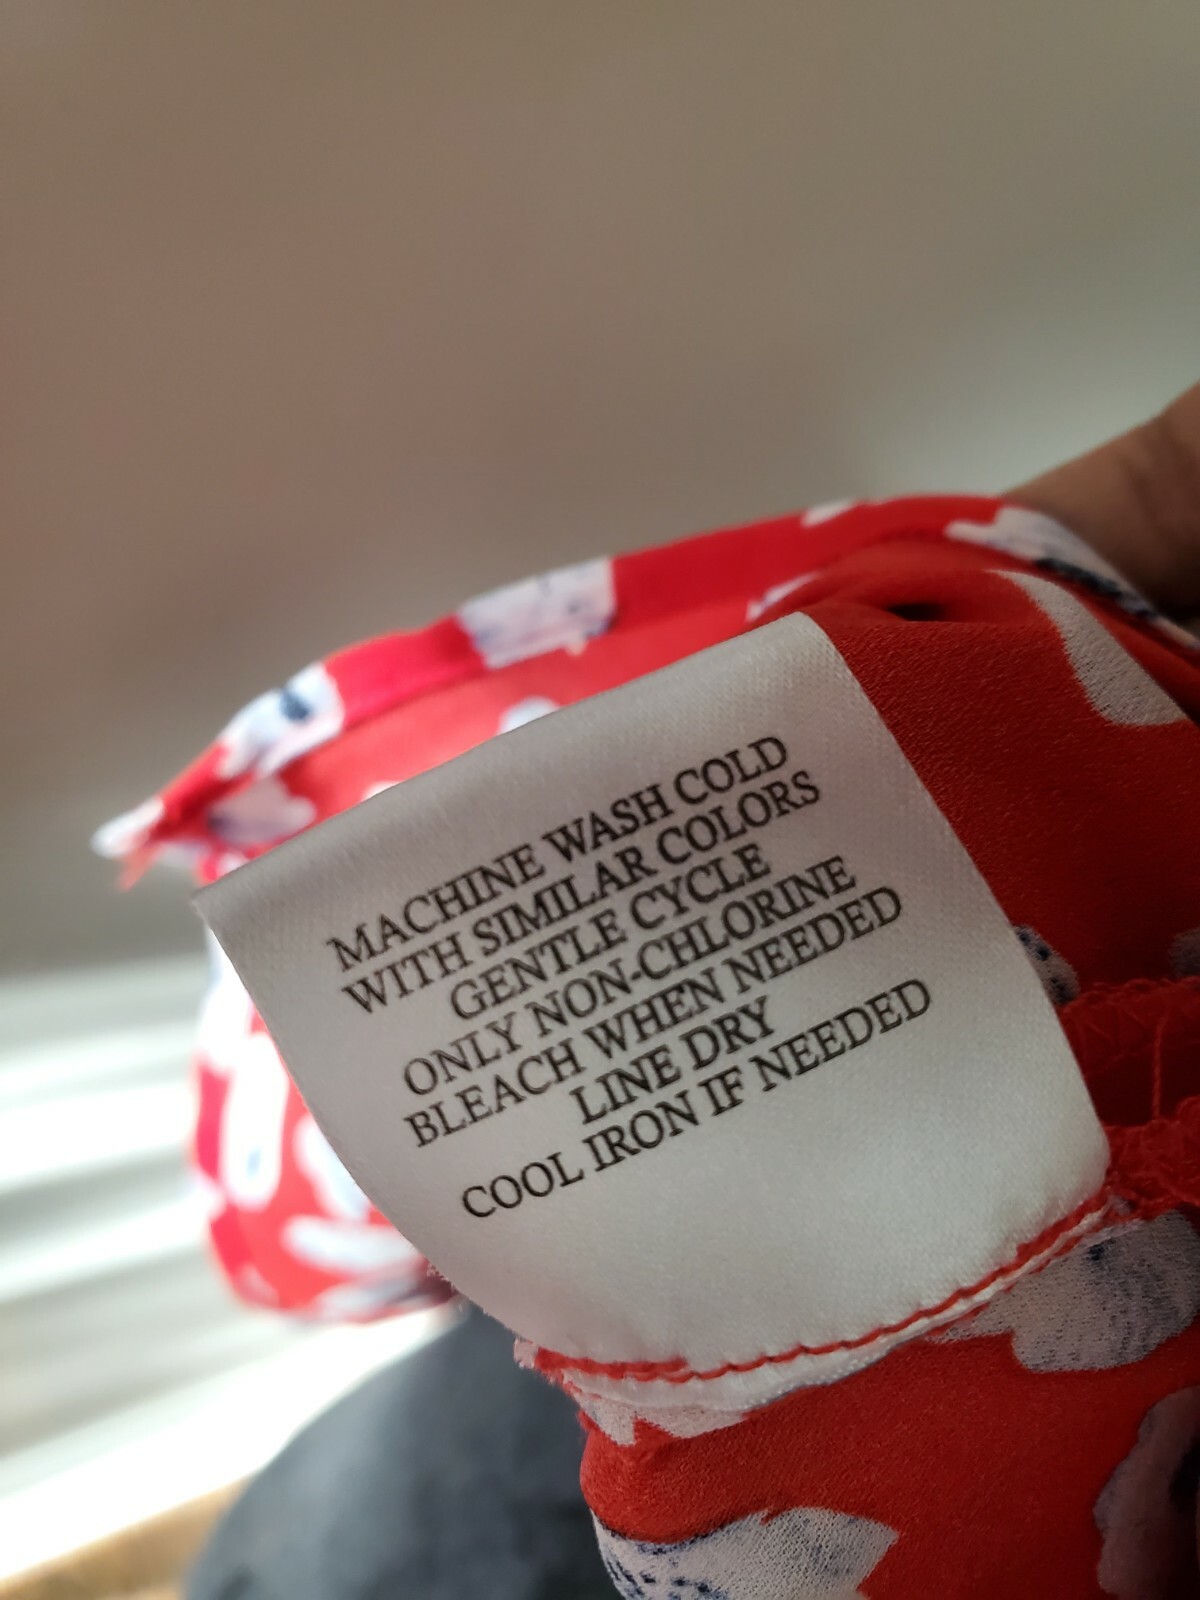 MACHINE WASH COLD
WITH SIMILAR COLORS
GENTLE CYCLE
ONLY NON-CHLORINE
BLEACH WHEN NEEDED
LINE DRY
COOL IRON IF NEEDED